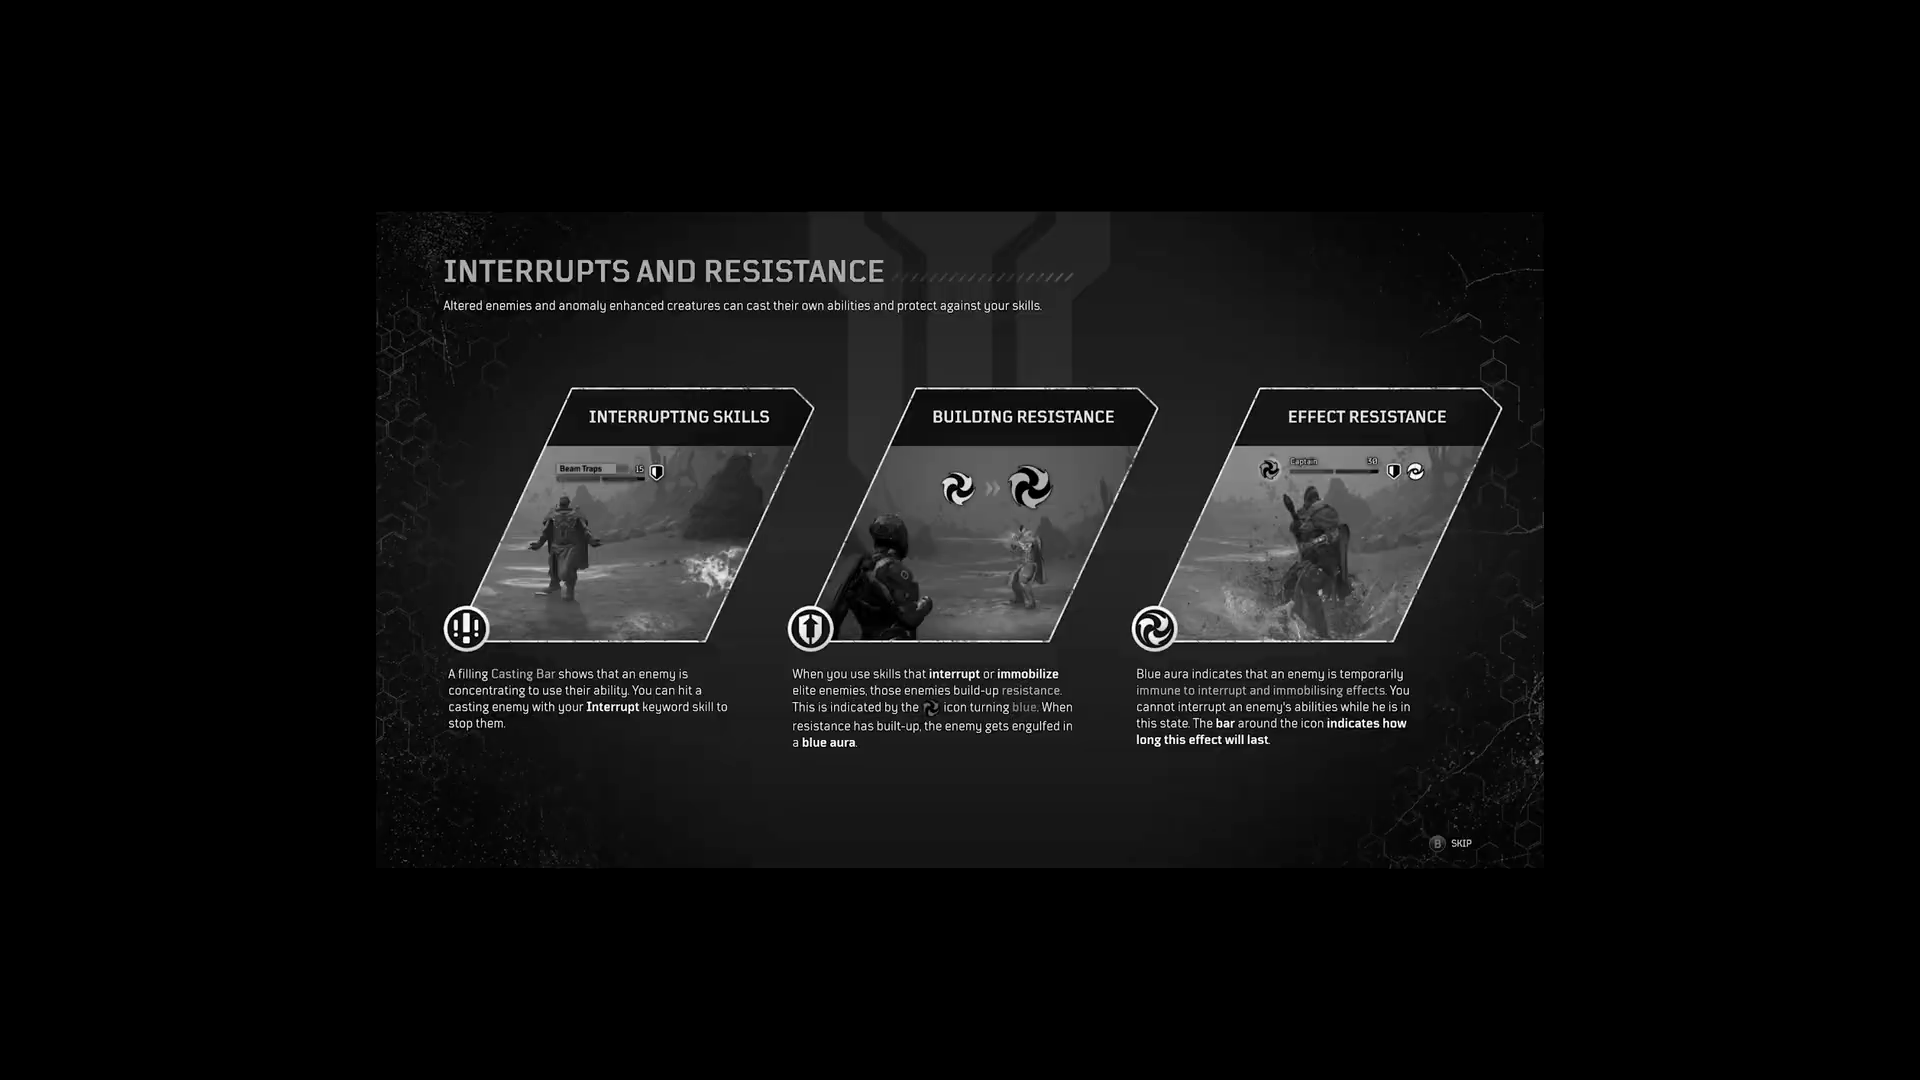 INTERRUPTS AND RESISTANCE
Altered enemies and anomaly enhanced creatures can cast their own abilities and protect against your skills.
INTERRUPTING SKILLS
Beam Traps 15
A filling Casting Bar shows that an enemy is
concentrating to use their ability. You can hit a
casting enemy with your Interrupt keyword skill to
stop them.
BUILDING RESISTANCE
When you use skills that interrupt or immobilize
elite enemies, those enemies build-up resistance.
This is indicated by the icon turning blue. When
resistance has built-up, the enemy gets engulfed in
a blue aura.
EFFECT RESISTANCE
Captain 30
Blue aura indicates that an enemy is temporarily
immune to interrupt and immobilising effects. You
cannot interrupt an enemy's abilities while he is in
this state. The bar around the icon indicates how
long this effect will last.
B SKIP